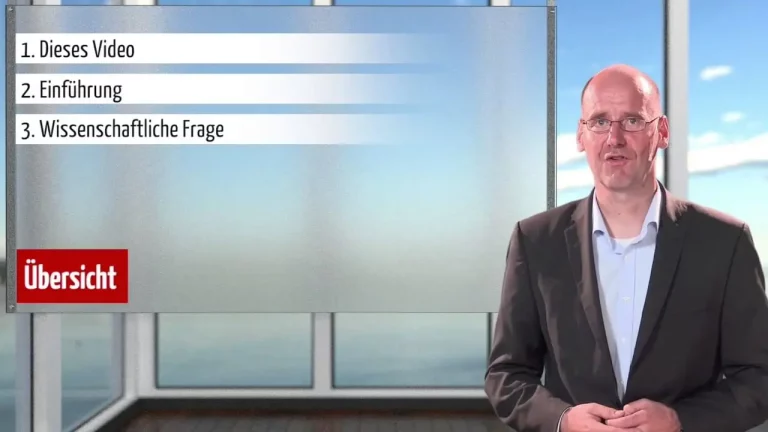 1. Dieses Video
2. Einführung
3. Wissenschaftliche Frage
Übersicht